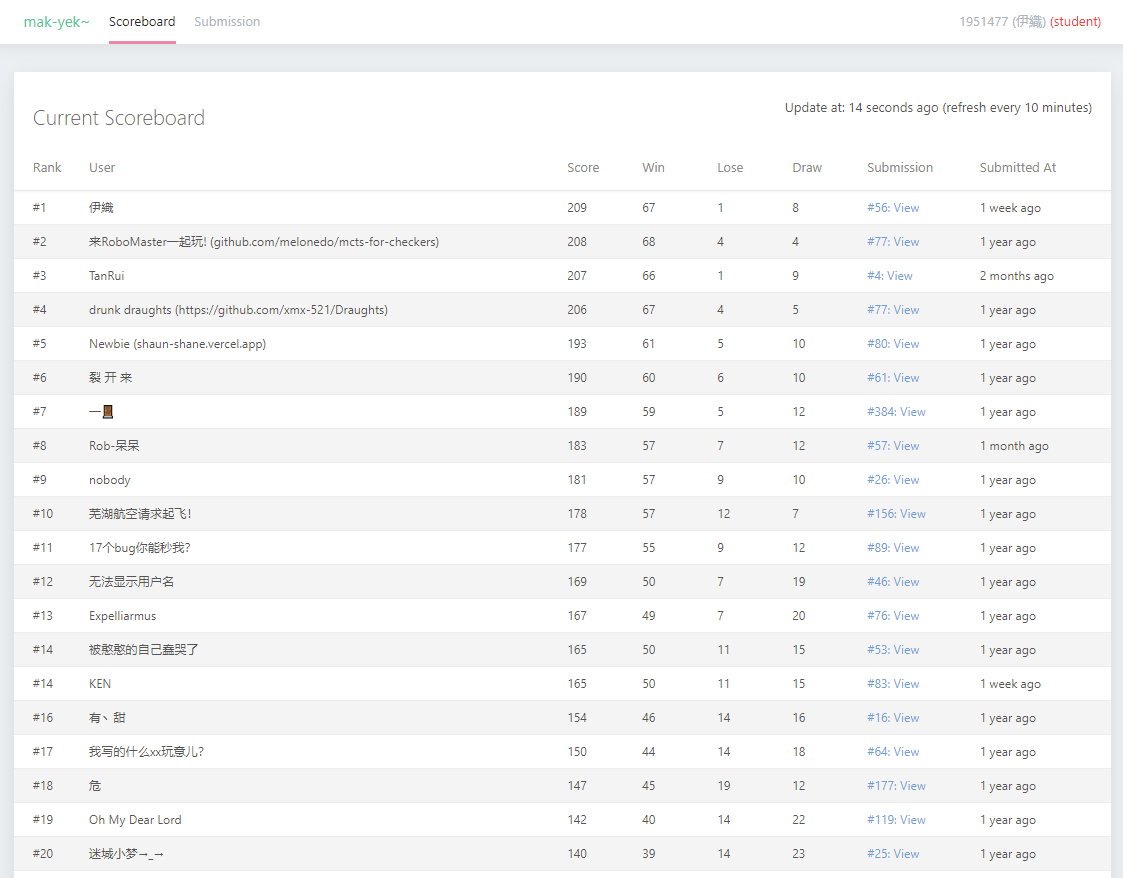 mak-yek~ Scoreboard Submission 1951477 (伊織) (student)
Current Scoreboard
Update at: 14 seconds ago (refresh every 10 minutes)
Rank User Score Win Lose Draw Submission Submitted At
#1 伊織 209 67 1 8 #56: View 1 week ago
#2 来RoboMaster一起玩! (github.com/melonedo/mcts-for-checkers) 208 68 4 4 #77: View 1 year ago
#3 TanRui 207 66 1 9 #4: View 2 months ago
#4 drunk draughts (https://github.com/xmx-521/Draughts) 206 67 4 5 #77: View 1 year ago
#5 Newbie (shaun-shane.vercel.app) 193 61 5 10 #80: View 1 year ago
#6 裂 开 来 190 60 6 10 #61: View 1 year ago
#7 一🚪 189 59 5 12 #384: View 1 year ago
#8 Rob-呆呆 183 57 7 12 #57: View 1 month ago
#9 nobody 181 57 9 10 #26: View 1 year ago
#10 芜湖航空请求起飞! 178 57 12 7 #156: View 1 year ago
#11 17个bug你能秒我? 177 55 9 12 #89: View 1 year ago
#12 无法显示用户名 169 50 7 19 #46: View 1 year ago
#13 Expelliarmus 167 49 7 20 #76: View 1 year ago
#14 被憨憨的自己蠢哭了 165 50 11 15 #53: View 1 year ago
#14 KEN 165 50 11 15 #83: View 1 week ago
#16 有丶甜 154 46 14 16 #16: View 1 year ago
#17 我写的什么xx玩意儿? 150 44 14 18 #64: View 1 year ago
#18 危 147 45 19 12 #177: View 1 year ago
#19 Oh My Dear Lord 142 40 14 22 #119: View 1 year ago
#20 迷城小梦→_→ 140 39 14 23 #25: View 1 year ago